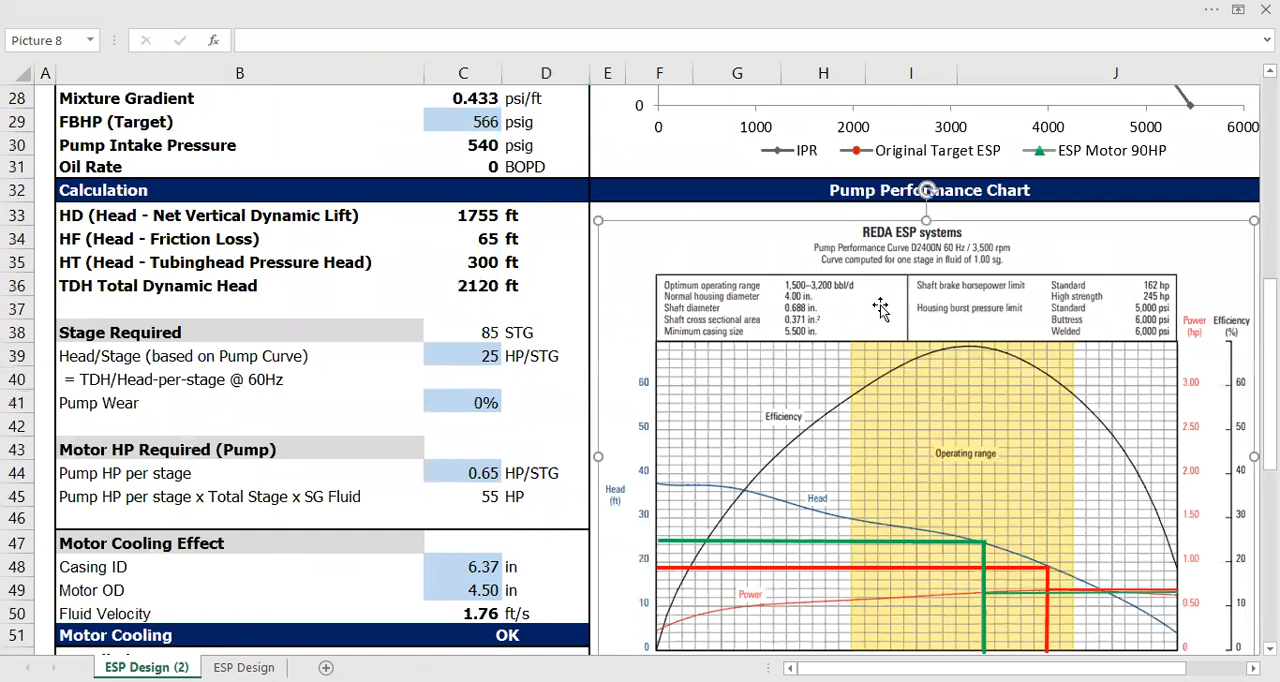 Picture 8
fx
A B C D E F G H I J
28 Mixture Gradient 0.433 psi/ft
29 FBHP (Target) 566 psig
30 Pump Intake Pressure 540 psig
31 Oil Rate 0 BOPD
32 Calculation
33 HD (Head - Net Vertical Dynamic Lift) 1755 ft
34 HF (Head - Friction Loss) 65 ft
35 HT (Head - Tubinghead Pressure Head) 300 ft
36 TDH Total Dynamic Head 2120 ft
37
38 Stage Required 85 STG
39 Head/Stage (based on Pump Curve) 25 HP/STG
40 = TDH/Head-per-stage @ 60Hz
41 Pump Wear 0%
42
43 Motor HP Required (Pump)
44 Pump HP per stage 0.65 HP/STG
45 Pump HP per stage x Total Stage x SG Fluid 55 HP
46
47 Motor Cooling Effect
48 Casing ID 6.37 in
49 Motor OD 4.50 in
50 Fluid Velocity 1.76 ft/s
51 Motor Cooling OK
0
0 1000 2000 3000 4000 5000 6000
IPR Original Target ESP ESP Motor 90HP
Pump Performance Chart
REDA ESP systems
Pump Performance Curve D2400N 60 Hz / 3,500 rpm
Curve computed for one stage in fluid of 1.00 sg.
Optimum operating range 1,500–3,200 bbl/d Shaft brake horsepower limit Standard 162 hp
Normal housing diameter 4.00 in. High strength 245 hp
Shaft diameter 0.688 in. Housing burst pressure limit Standard 5,000 psi
Shaft cross sectional area 0.371 in.² Buttress 6,000 psi
Minimum casing size 5.500 in. Welded 6,000 psi
Power Efficiency
(hp) (%)
60 3.00 60
Efficiency
50 2.50 50
Operating range
40 2.00 40
Head
(ft)
Head
30 1.50 30
20 1.00 20
Power
10 0.50 10
0 0 0
ESP Design (2) ESP Design